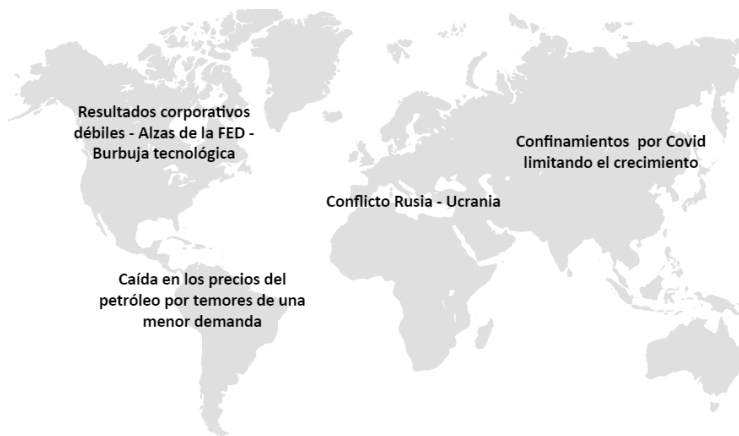 Resultados corporativos
débiles - Alzas de la FED -
Burbuja tecnológica
Confinamientos por Covid
limitando el crecimiento
Conflicto Rusia - Ucrania
Caída en los precios del
petróleo por temores de una
menor demanda